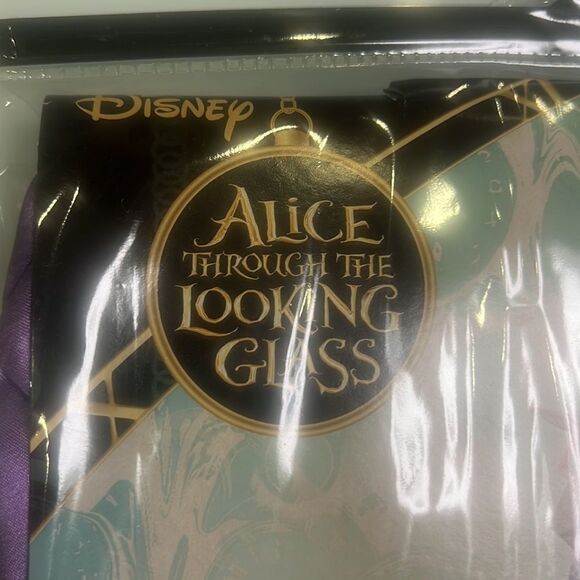 Disney
ALiCE
THROUGH THE
LOOKING
GLASS